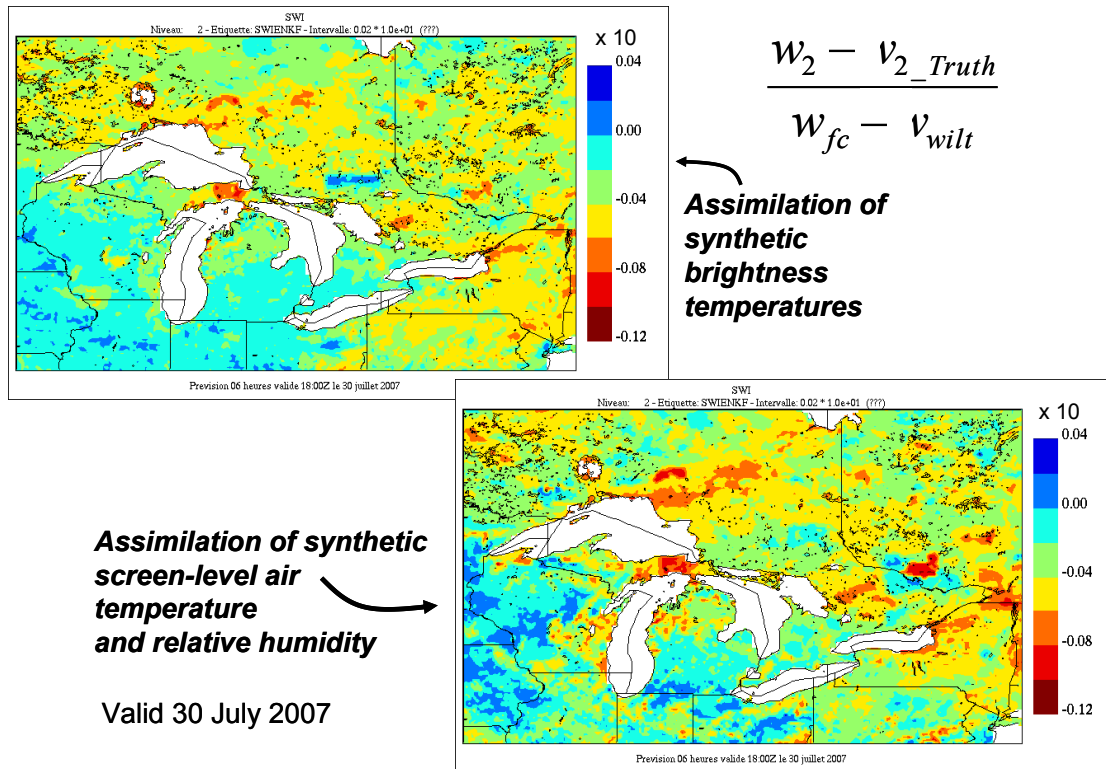 SWI
Niveau: 2 - Etiquette: SWIENKF - Intervalle: 0.02 * 1.0e+01 (???)
x 10
0.04
0.00
-0.04
-0.08
-0.12
Prevision 06 heures valide 18:00Z le 30 juillet 2007
w2 − v2_Truth
wfc − vwilt
Assimilation of
synthetic
brightness
temperatures
SWI
Niveau: 2 - Etiquette: SWIENKF - Intervalle: 0.02 * 1.0e+01 (???)
x 10
0.04
0.00
-0.04
-0.08
-0.12
Prevision 06 heures valide 18:00Z le 30 juillet 2007
Assimilation of synthetic
screen-level air
temperature
and relative humidity
Valid 30 July 2007